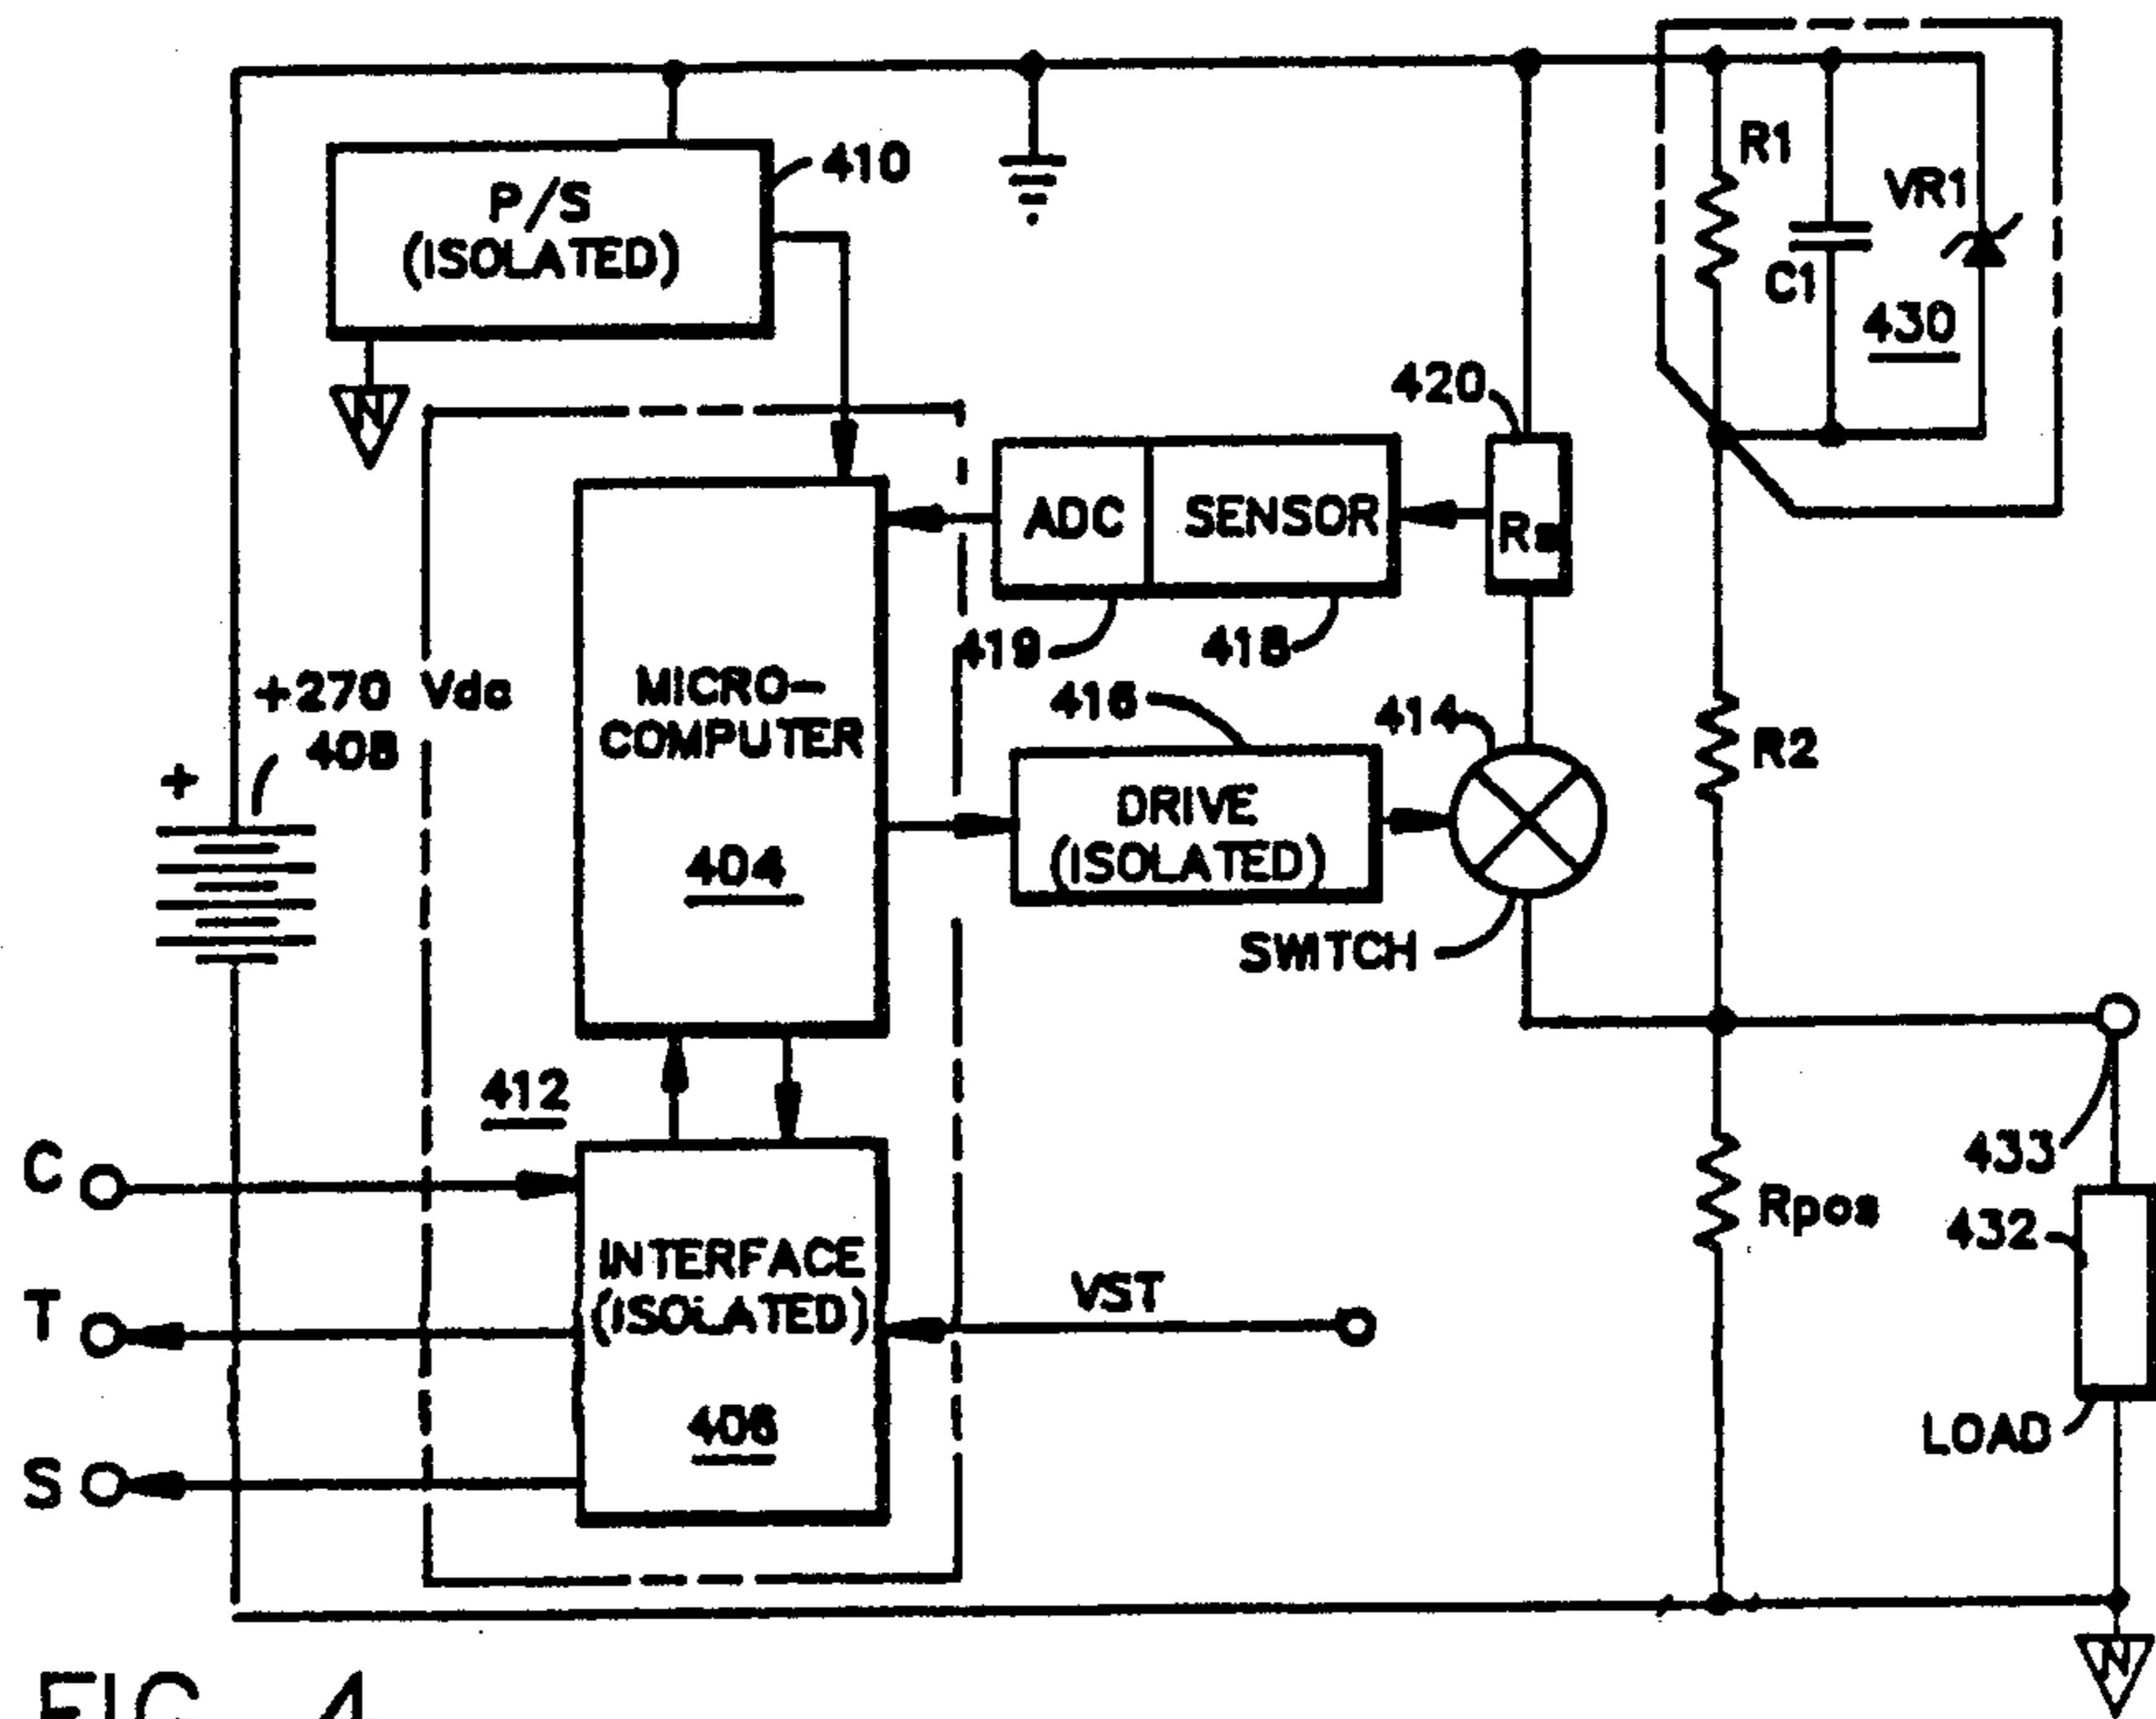 R1
410
VR1
P/S
(ISOLATED)
C1
430
420
N
ADC
SENSOR
419
418
+270 Vdc
MICRO-
COMPUTER
416
414
408
R2
+
DRIVE
(ISOLATED)
404
SWITCH
412
C
433
Rpos
432
INTERFACE
(ISOLATED)
VST
T
406
LOAD
S
N
FIG. 4